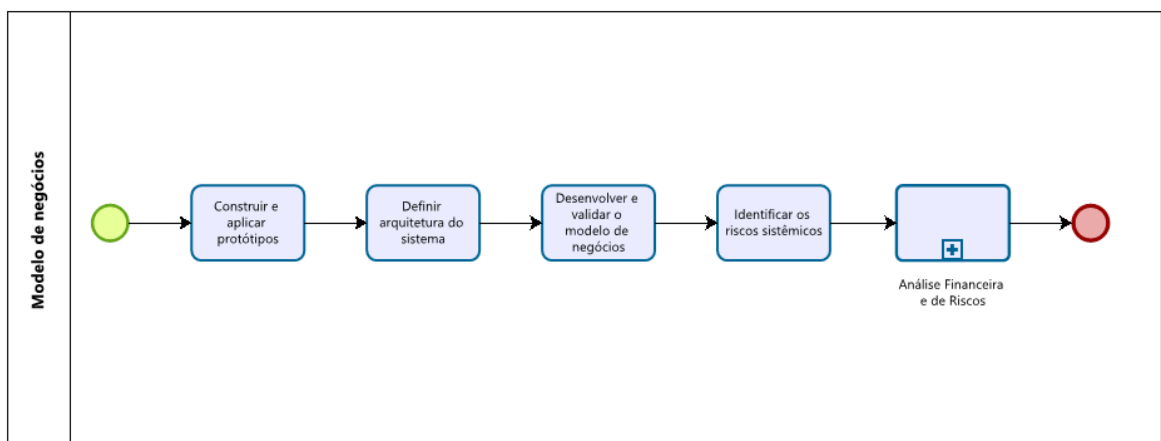 Modelo de negócios
Construir e
aplicar
protótipos
Definir
arquitetura do
sistema
Desenvolver e
validar o
modelo de
negócios
Identificar os
riscos sistêmicos
Análise Financeira
e de Riscos